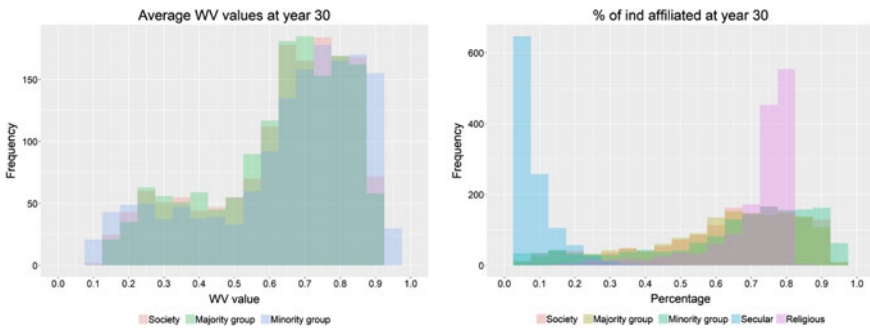 Average WV values at year 30
Frequency
150
100
50
0
0.0 0.1 0.2 0.3 0.4 0.5 0.6 0.7 0.8 0.9 1.0
WV value
Society Majority group Minority group
% of ind affiliated at year 30
Frequency
600
400
200
0
0.0 0.1 0.2 0.3 0.4 0.5 0.6 0.7 0.8 0.9 1.0
Percentage
Society Majority group Minority group Secular Religious